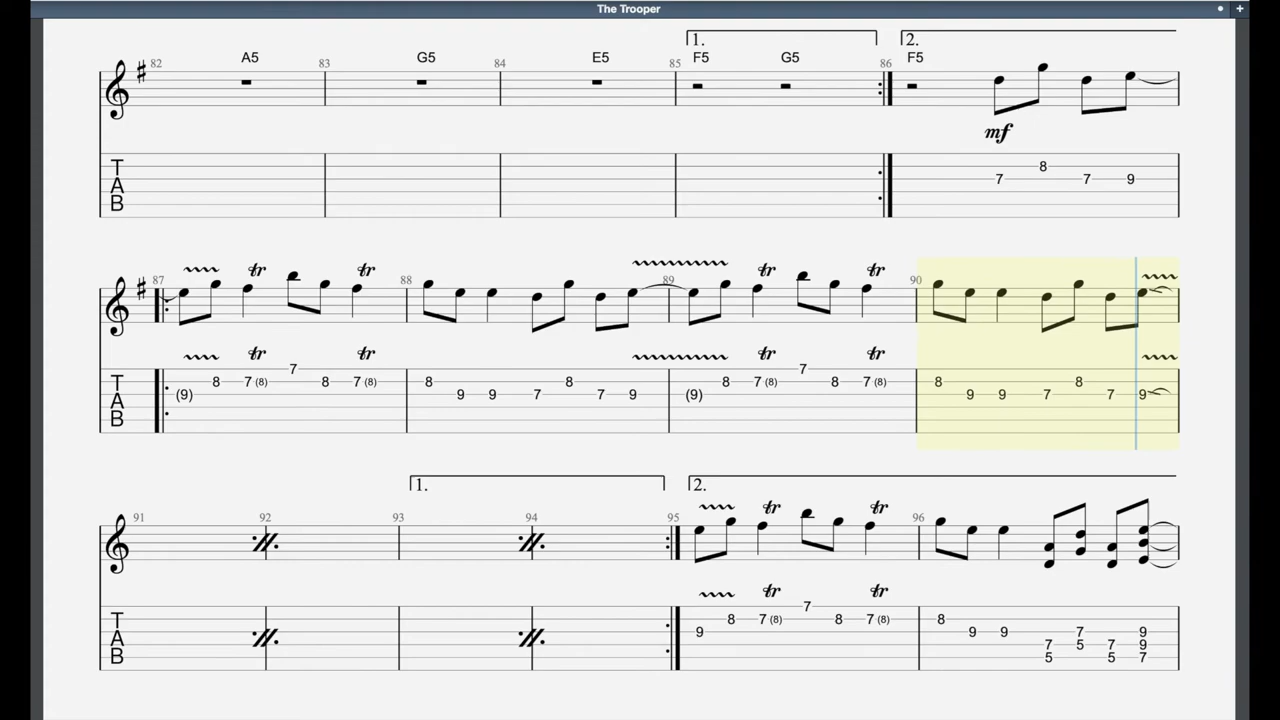 The Trooper
1. 2.
82 A5 83 G5 84 E5 85 F5 G5 86 F5
mf
T 8
A 7 7 9
B
87 tr tr 88 89 tr tr 90
tr tr tr tr
7 7
T 8 7 (8) 8 7 (8) 8 8 8 7 (8) 8 7 (8) 8 8
A (9) 9 9 7 7 9 (9) 9 9 7 7 9
B
1. 2.
91 92 93 94 95 tr tr 96
tr tr
7
T 8 7 (8) 8 7 (8) 8
A 9 9 9 7 9
7 5 7 9
B 5 5 7